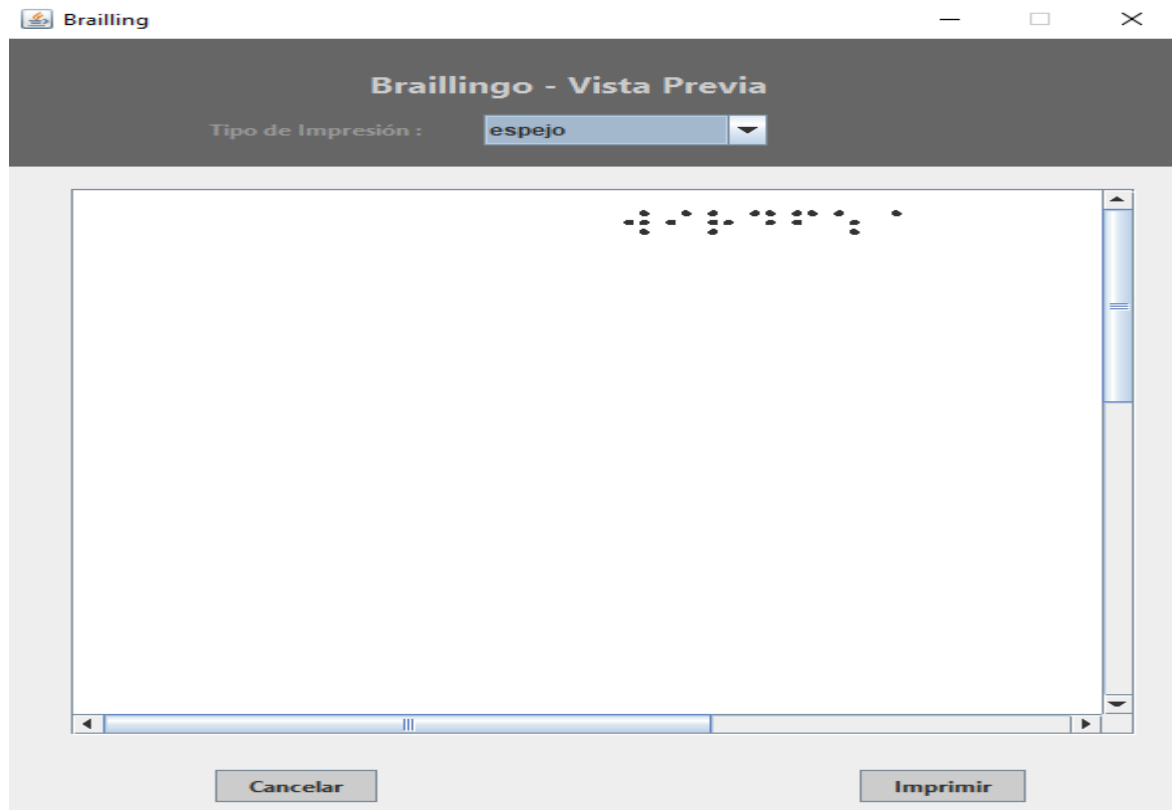 Brailling
Braillingo - Vista Previa
Tipo de Impresión :
espejo
Cancelar
Imprimir